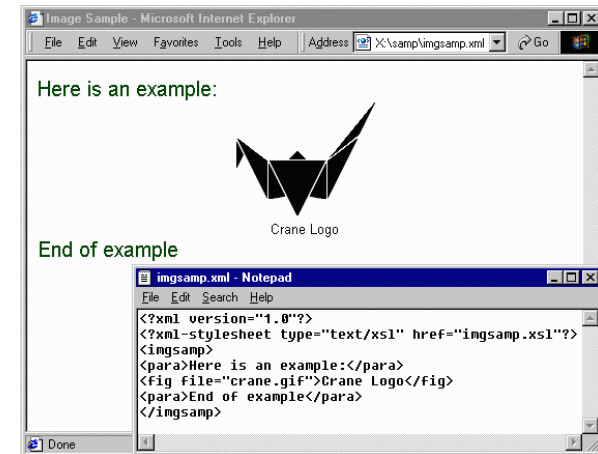 Image Sample - Microsoft Internet Explorer
File Edit View Favorites Tools Help Address X:\samp\imgsamp.xml Go
Here is an example:
Crane Logo
End of example
imgsamp.xml - Notepad
File Edit Search Help
<?xml version="1.0"?>
<?xml-stylesheet type="text/xsl" href="imgsamp.xsl"?>
<imgsamp>
<para>Here is an example:</para>
<fig file="crane.gif">Crane Logo</fig>
<para>End of example</para>
</imgsamp>
Done